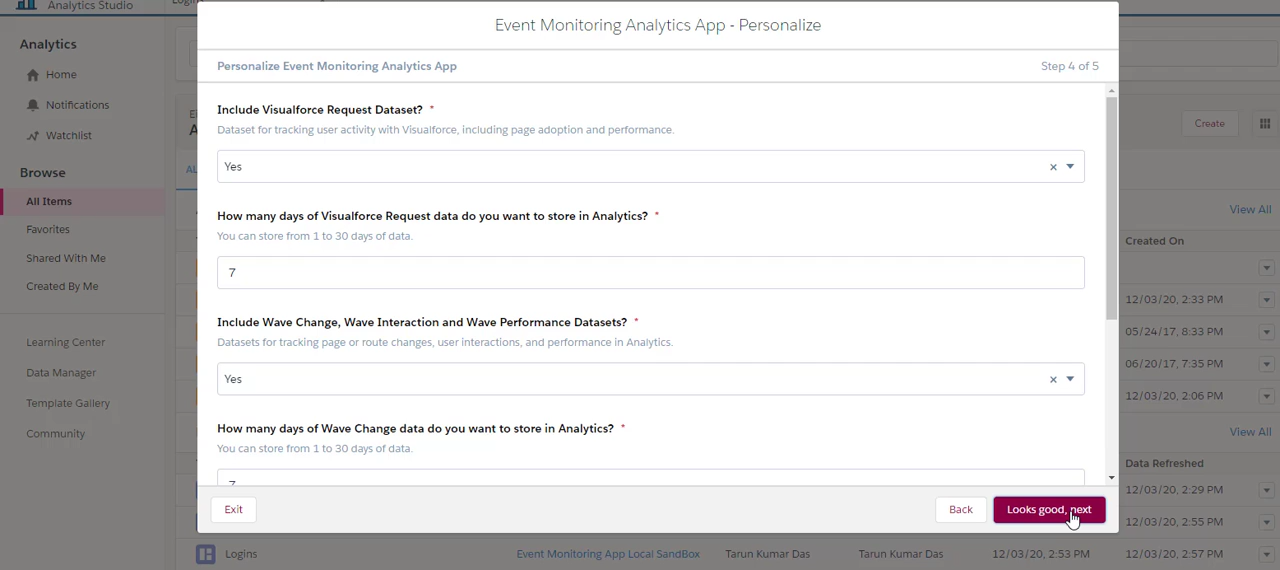 Analytics Studio
Event Monitoring Analytics App - Personalize
Analytics
Home
Notifications
Watchlist
Browse
All Items
Favorites
Shared With Me
Created By Me
Learning Center
Data Manager
Template Gallery
Community
Personalize Event Monitoring Analytics App
Step 4 of 5
Include Visualforce Request Dataset? *
Dataset for tracking user activity with Visualforce, including page adoption and performance.
Yes
How many days of Visualforce Request data do you want to store in Analytics? *
You can store from 1 to 30 days of data.
7
Include Wave Change, Wave Interaction and Wave Performance Datasets? *
Datasets for tracking page or route changes, user interactions, and performance in Analytics.
Yes
How many days of Wave Change data do you want to store in Analytics? *
You can store from 1 to 30 days of data.
7
Exit
Back
Looks good, next
Create
View All
Created On
12/03/20, 2:33 PM
05/24/17, 8:33 PM
06/20/17, 7:35 PM
12/03/20, 2:06 PM
View All
Data Refreshed
12/03/20, 2:29 PM
12/03/20, 2:55 PM
Logins Event Monitoring App Local SandBox Tarun Kumar Das Tarun Kumar Das 12/03/20, 2:53 PM 12/03/20, 2:57 PM